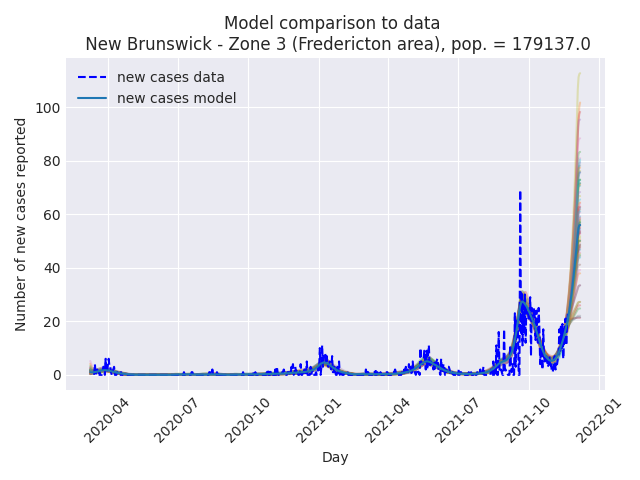 Model comparison to data
New Brunswick - Zone 3 (Fredericton area), pop. = 179137.0
new cases data
new cases model
Number of new cases reported
100
80
60
40
20
0
2020-04
2020-07
2020-10
2021-01
2021-04
2021-07
2021-10
2022-01
Day